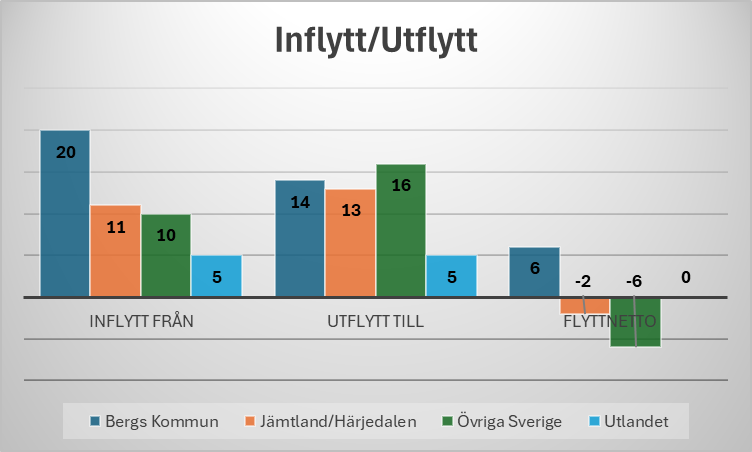 Inflytt/Utflytt
20 11 10 5 14 13 16 5 6 -2 -6 0
INFLYTT FRÅN UTFLYTT TILL FLYTTNETTO
Bergs Kommun Jämtland/Härjedalen Övriga Sverige Utlandet